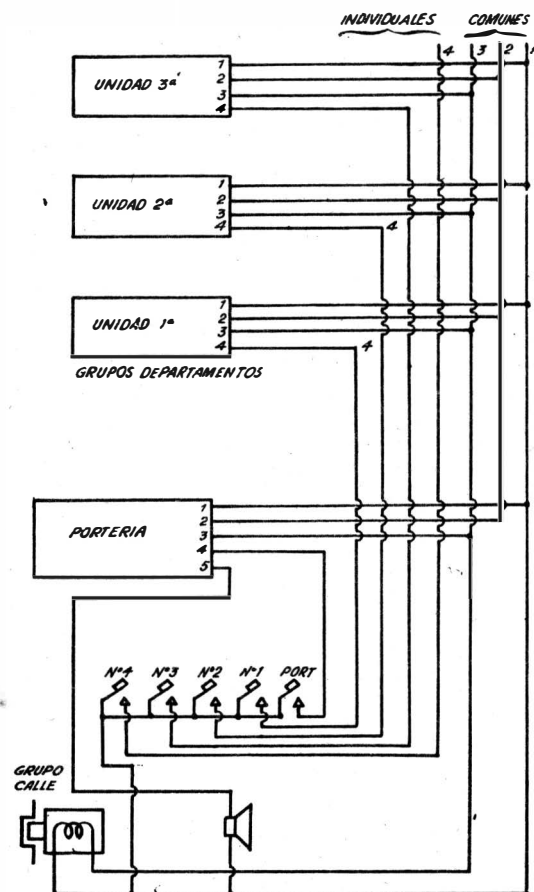 INDIVIDUALES COMUNES
4 3 2 1
UNIDAD 3ª
1
2
3
4
UNIDAD 2ª
1
2
3
4
4
UNIDAD 1ª
1
2
3
4
4
GRUPOS DEPARTAMENTOS
PORTERIA
1
2
3
4
5
Nº4 Nº3 Nº2 Nº1 PORT
GRUPO
CALLE